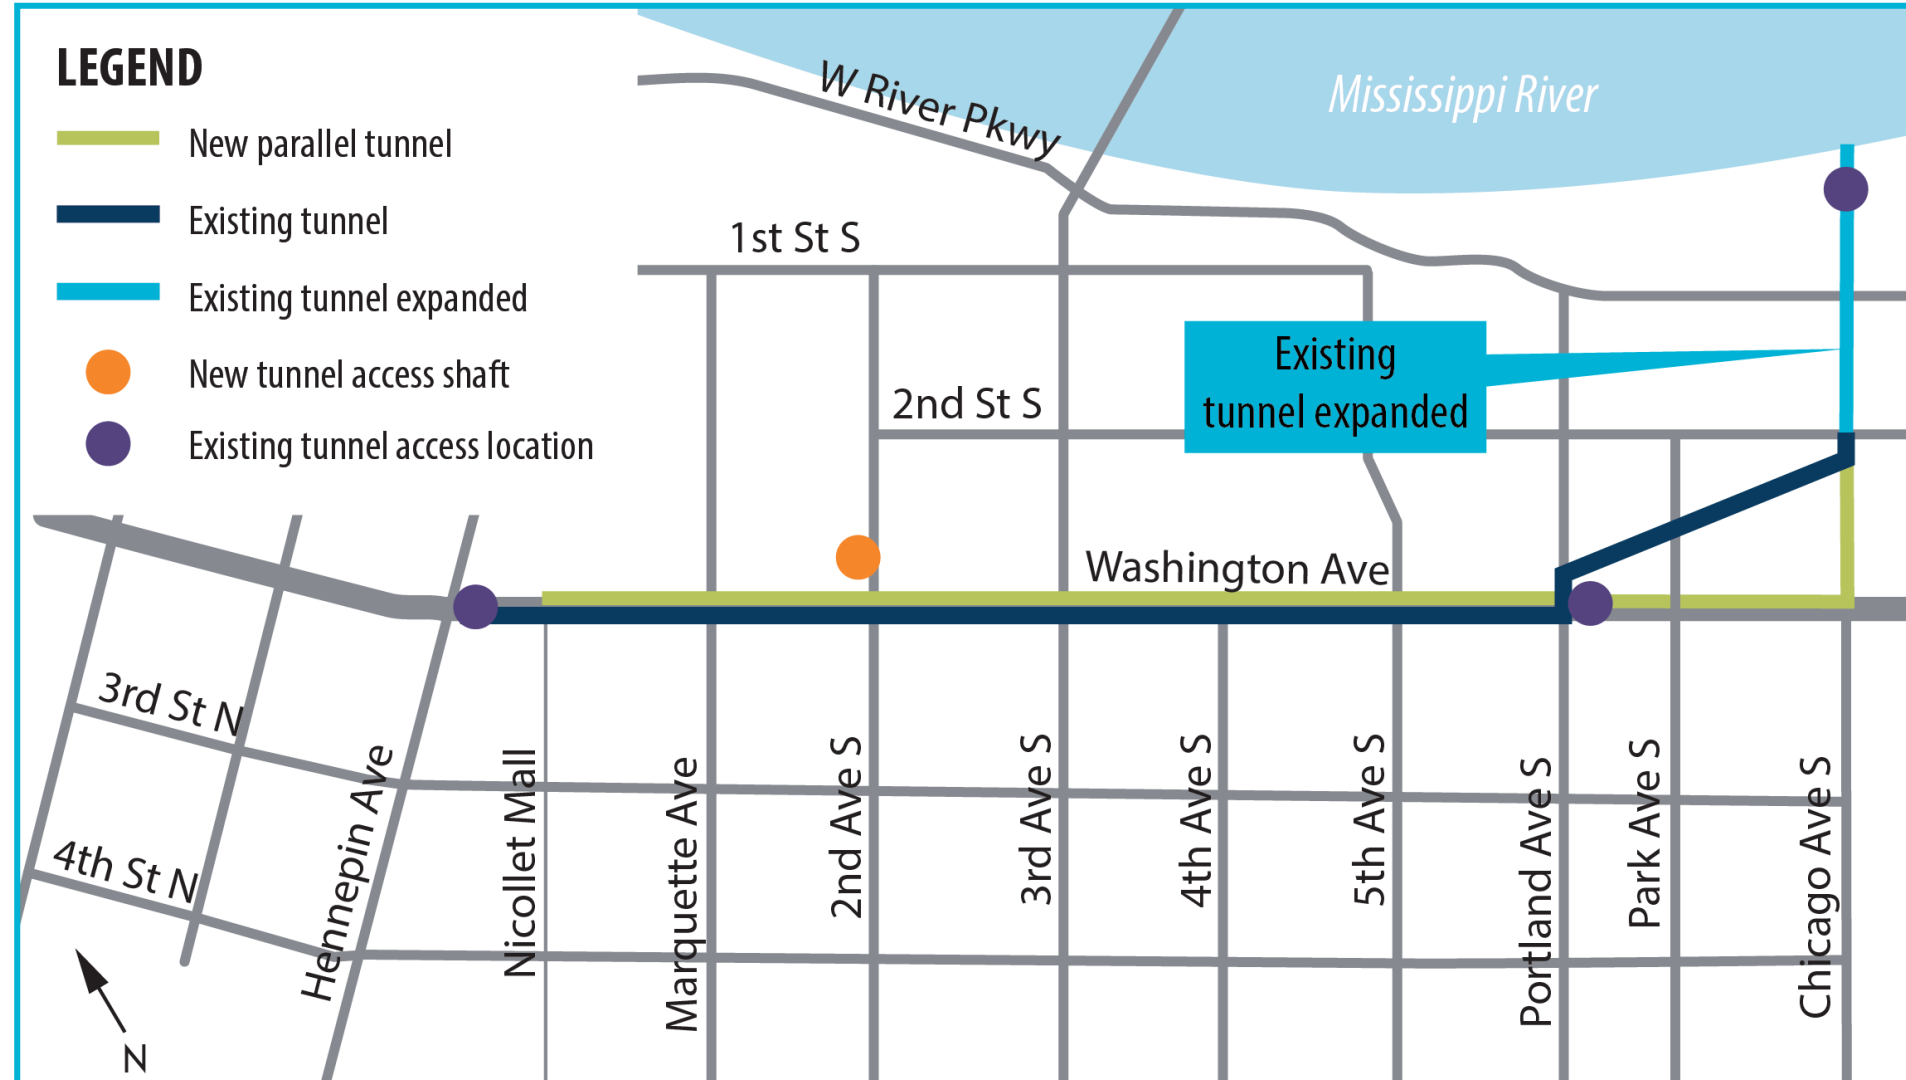 LEGEND
New parallel tunnel
Existing tunnel
Existing tunnel expanded
New tunnel access shaft
Existing tunnel access location
W River Pkwy
Mississippi River
1st St S
2nd St S
Existing
tunnel expanded
Washington Ave
3rd St N
4th St N
Hennepin Ave
Nicollet Mall
Marquette Ave
2nd Ave S
3rd Ave S
4th Ave S
5th Ave S
Portland Ave S
Park Ave S
Chicago Ave S
N